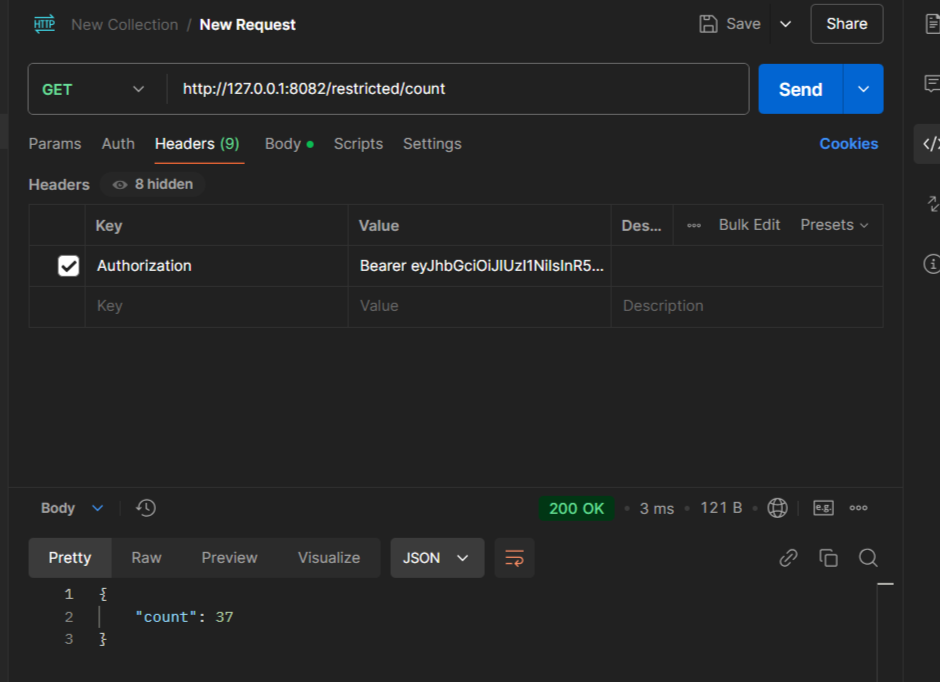 HTTP New Collection / New Request Save Share
GET http://127.0.0.1:8082/restricted/count Send
Params Auth Headers (9) Body Scripts Settings Cookies
Headers 8 hidden
Key Value Des... Bulk Edit Presets
Authorization Bearer eyJhbGciOiJIUzI1NiIsInR5...
Key Value Description
Body 200 OK • 3 ms • 121 B • e.g.
Pretty Raw Preview Visualize JSON
1 {
2 "count": 37
3 }